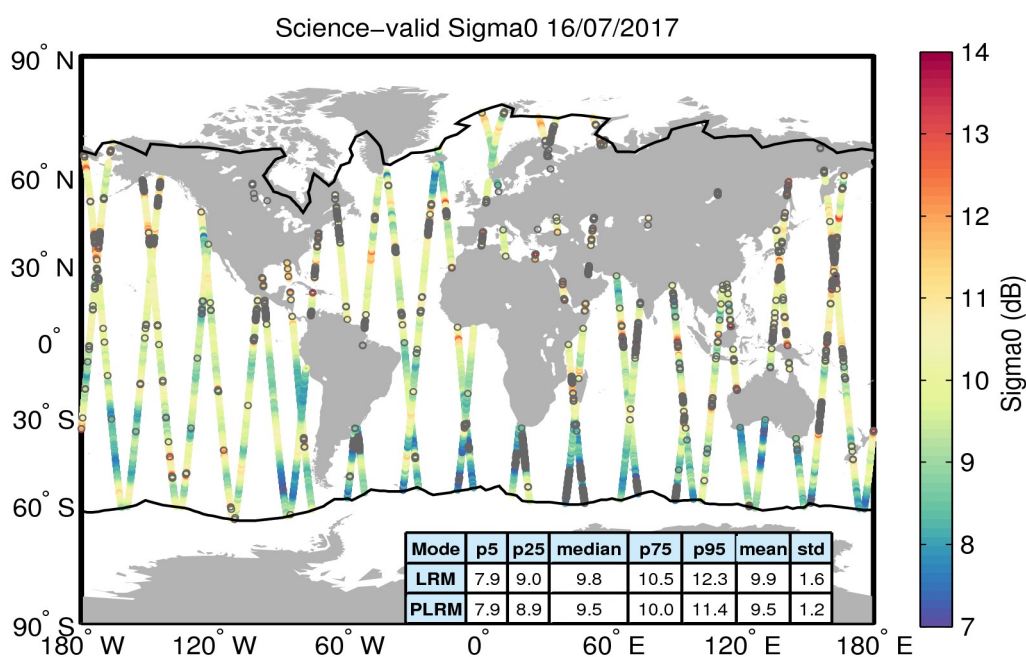 Science−valid Sigma0 16/07/2017
90° N
60° N
30° N
0°
30° S
60° S
90° S
180° W
120° W
60° W
0°
60° E
120° E
180° E
Mode p5 p25 median p75 p95 mean std
LRM 7.9 9.0 9.8 10.5 12.3 9.9 1.6
PLRM 7.9 8.9 9.5 10.0 11.4 9.5 1.2
14
13
12
11
10
9
8
7
Sigma0 (dB)